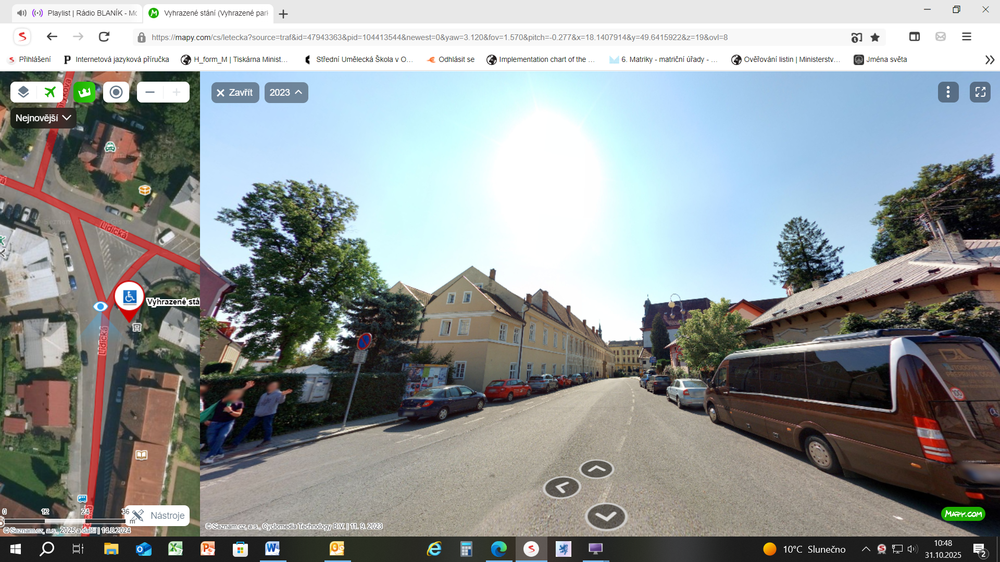 Playlist | Rádio BLANÍK - Mo
Vyhrazené stání (Vyhrazené park
https://mapy.com/cs/letecka?source=traf&id=47943363&pid=104413544&newest=0&yaw=3.120&fov=1.570&pitch=-0.277&x=18.1407914&y=49.6415922&z=19&ovl=8
Přihlášení
Internetová jazyková příručka
H_form_M | Tiskárna Minist…
Střední Umělecká Škola v O…
Odhlásit se
Implementation chart of the …
6. Matriky - matriční úřady - …
Ověřování listin | Ministerstv…
Jména světa
Nejnovější
Zavřít
2023
Lidická
Vyhrazené stá
Lidická
0 12 24 36
m
Nástroje
© Seznam.cz, a.s., 2025 a další | 14.8.2024
© Seznam.cz, a.s., Cyclomedia Technology B.V. | 11. 9. 2023
AUTODOPRAVA
PŘEPRAVA OSOB
100
MAPY.COM
10°C Slunečno
10:48
31.10.2025
2